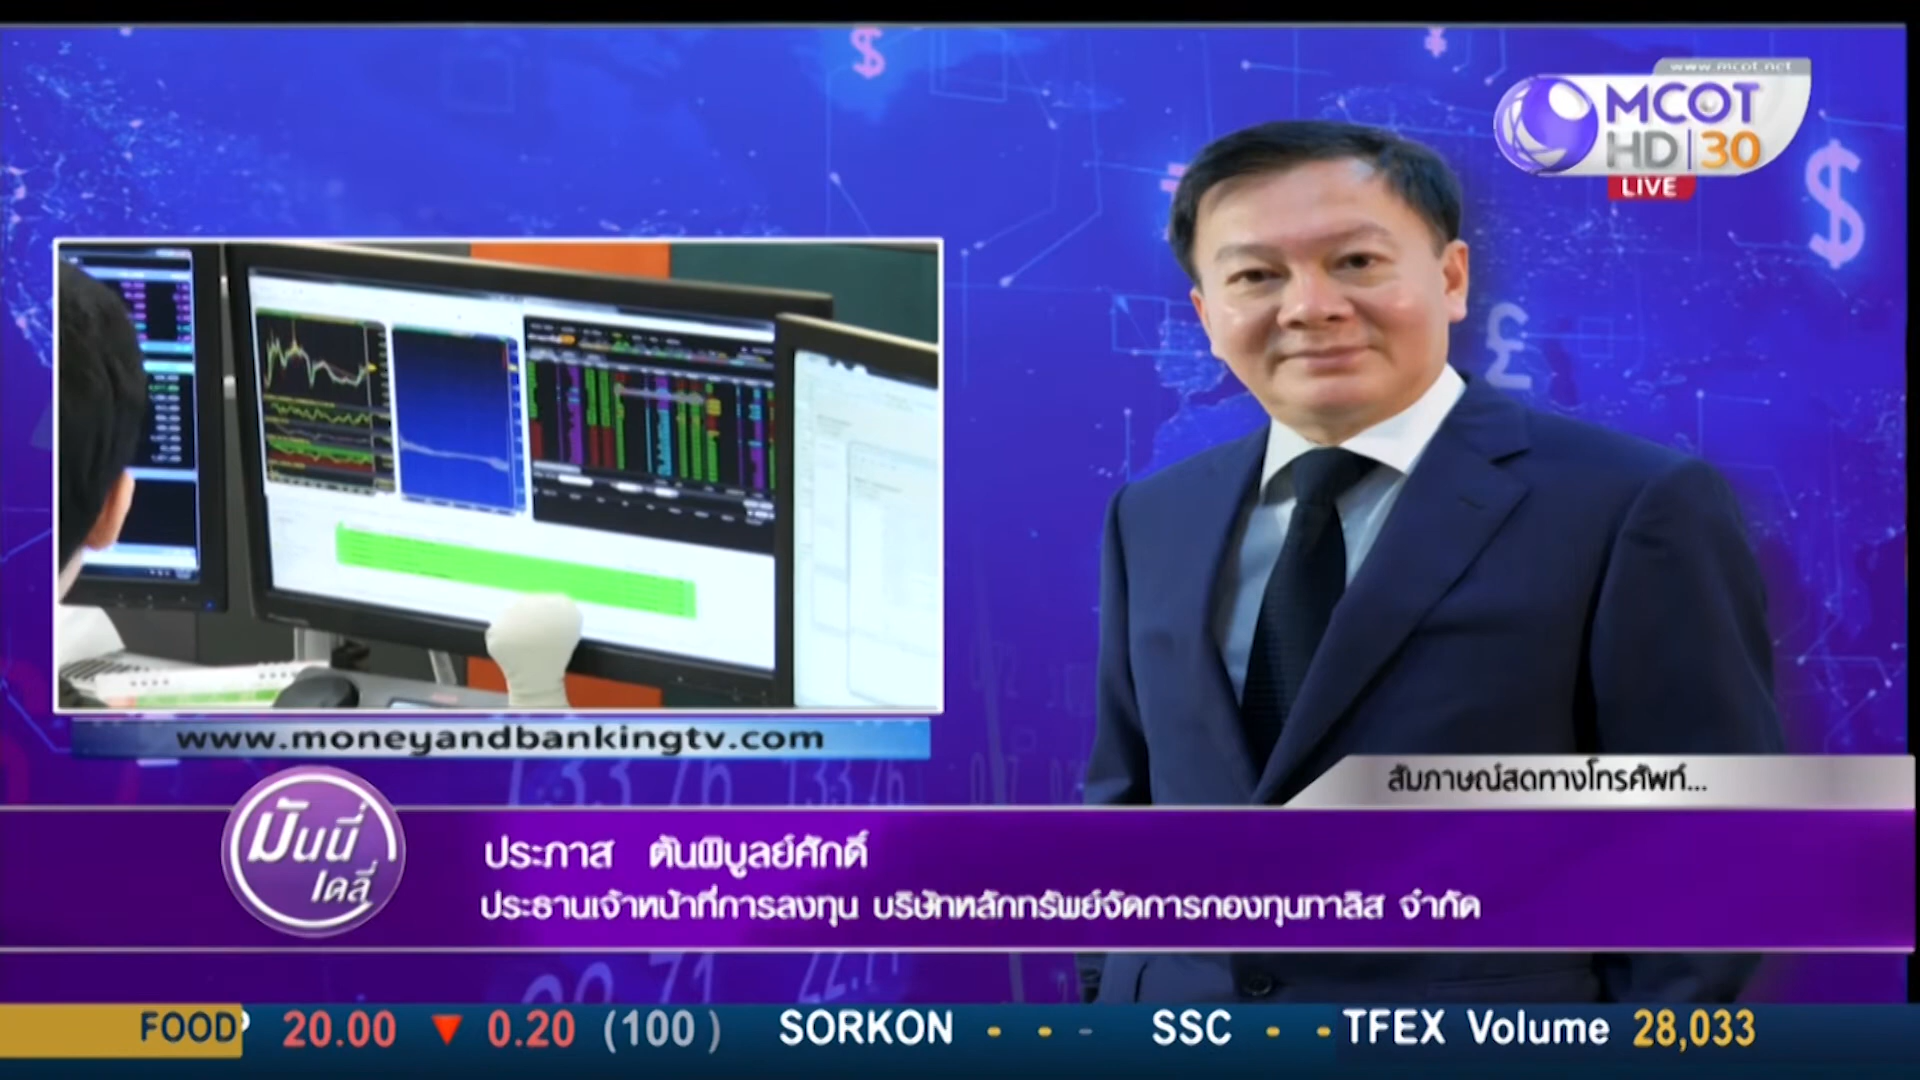 www.mcot.net
MCOT
HD|30
LIVE
www.moneyandbankingtv.com
สัมภาษณ์สดทางโทรศัพท์...
มันนี่
เดลี่
ประภาส ตันพิบูลย์ศักดิ์
ประธานเจ้าหน้าที่การลงทุน บริษัทหลักทรัพย์จัดการกองทุนทาลิส จำกัด
FOOD 20.00 ▼ 0.20 (100 ) SORKON - - - SSC - - TFEX Volume 28,033